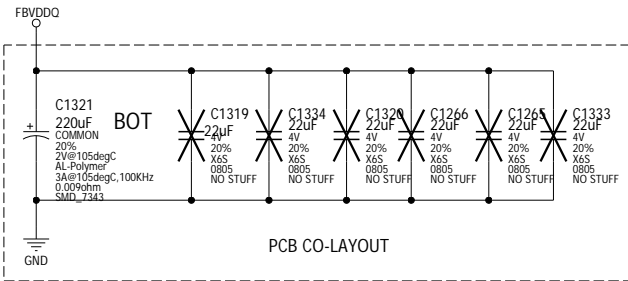 FBVDDQ
C1321
220uF
COMMON
20%
2V@105degC
AL-Polymer
3A@105degC,100KHz
0.009ohm
SMD_7343
+
BOT
C1319
22uF
4V
20%
X6S
0805
NO STUFF
C1334
22uF
4V
20%
X6S
0805
NO STUFF
C1320
22uF
4V
20%
X6S
0805
NO STUFF
C1266
22uF
4V
20%
X6S
0805
NO STUFF
C1265
22uF
4V
20%
X6S
0805
NO STUFF
C1333
22uF
4V
20%
X6S
0805
NO STUFF
GND
PCB CO-LAYOUT